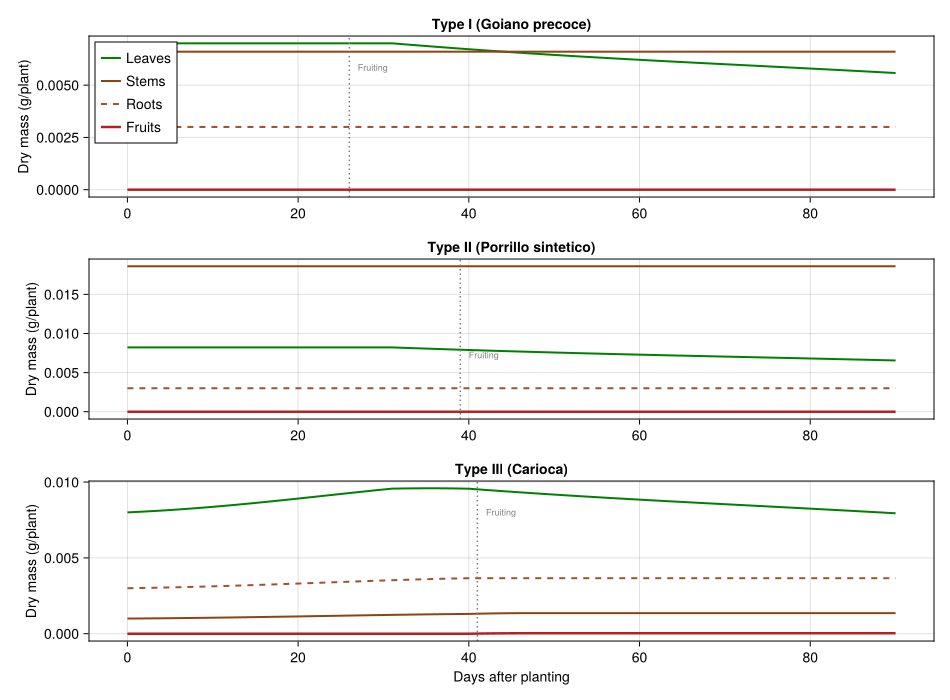 Type I (Goiano precoce)
Dry mass (g/plant)
0.0050
0.0025
0.0000
Leaves
Stems
Roots
Fruits
Fruiting
0 20 40 60 80
Type II (Porrillo sintetico)
Dry mass (g/plant)
0.015
0.010
0.005
0.000
Fruiting
0 20 40 60 80
Type III (Carioca)
Dry mass (g/plant)
0.010
0.005
0.000
Fruiting
0 20 40 60 80
Days after planting